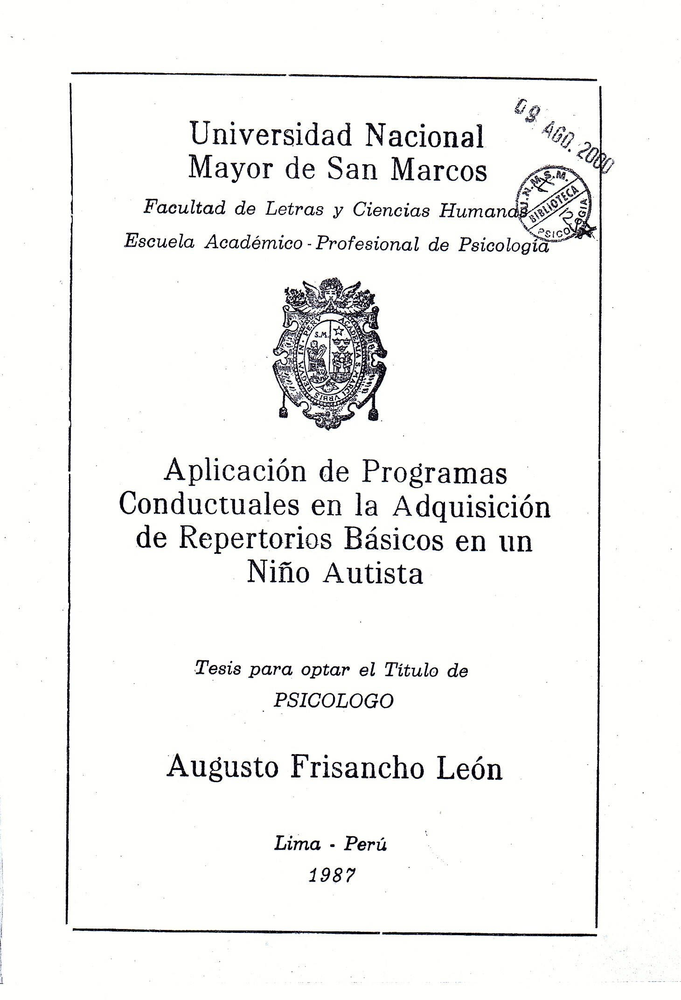 Universidad Nacional
Mayor de San Marcos
Facultad de Letras y Ciencias Humanas
Escuela Académico - Profesional de Psicología
09 AGO. 2000
U.N.M.S.M.
BIBLIOTECA
PSICOLOGIA
S.M.
ACADEMIA S. MARCI VRBIS REGVM IN · PERV
Aplicación de Programas
Conductuales en la Adquisición
de Repertorios Básicos en un
Niño Autista
Tesis para optar el Título de
PSICOLOGO
Augusto Frisancho León
Lima - Perú
1987